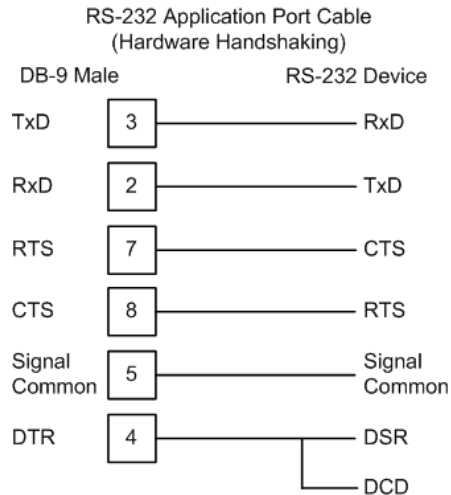 RS-232 Application Port Cable
(Hardware Handshaking)
DB-9 Male RS-232 Device
TxD 3 RxD
RxD 2 TxD
RTS 7 CTS
CTS 8 RTS
Signal Common 5 Signal Common
DTR 4 DSR
DCD